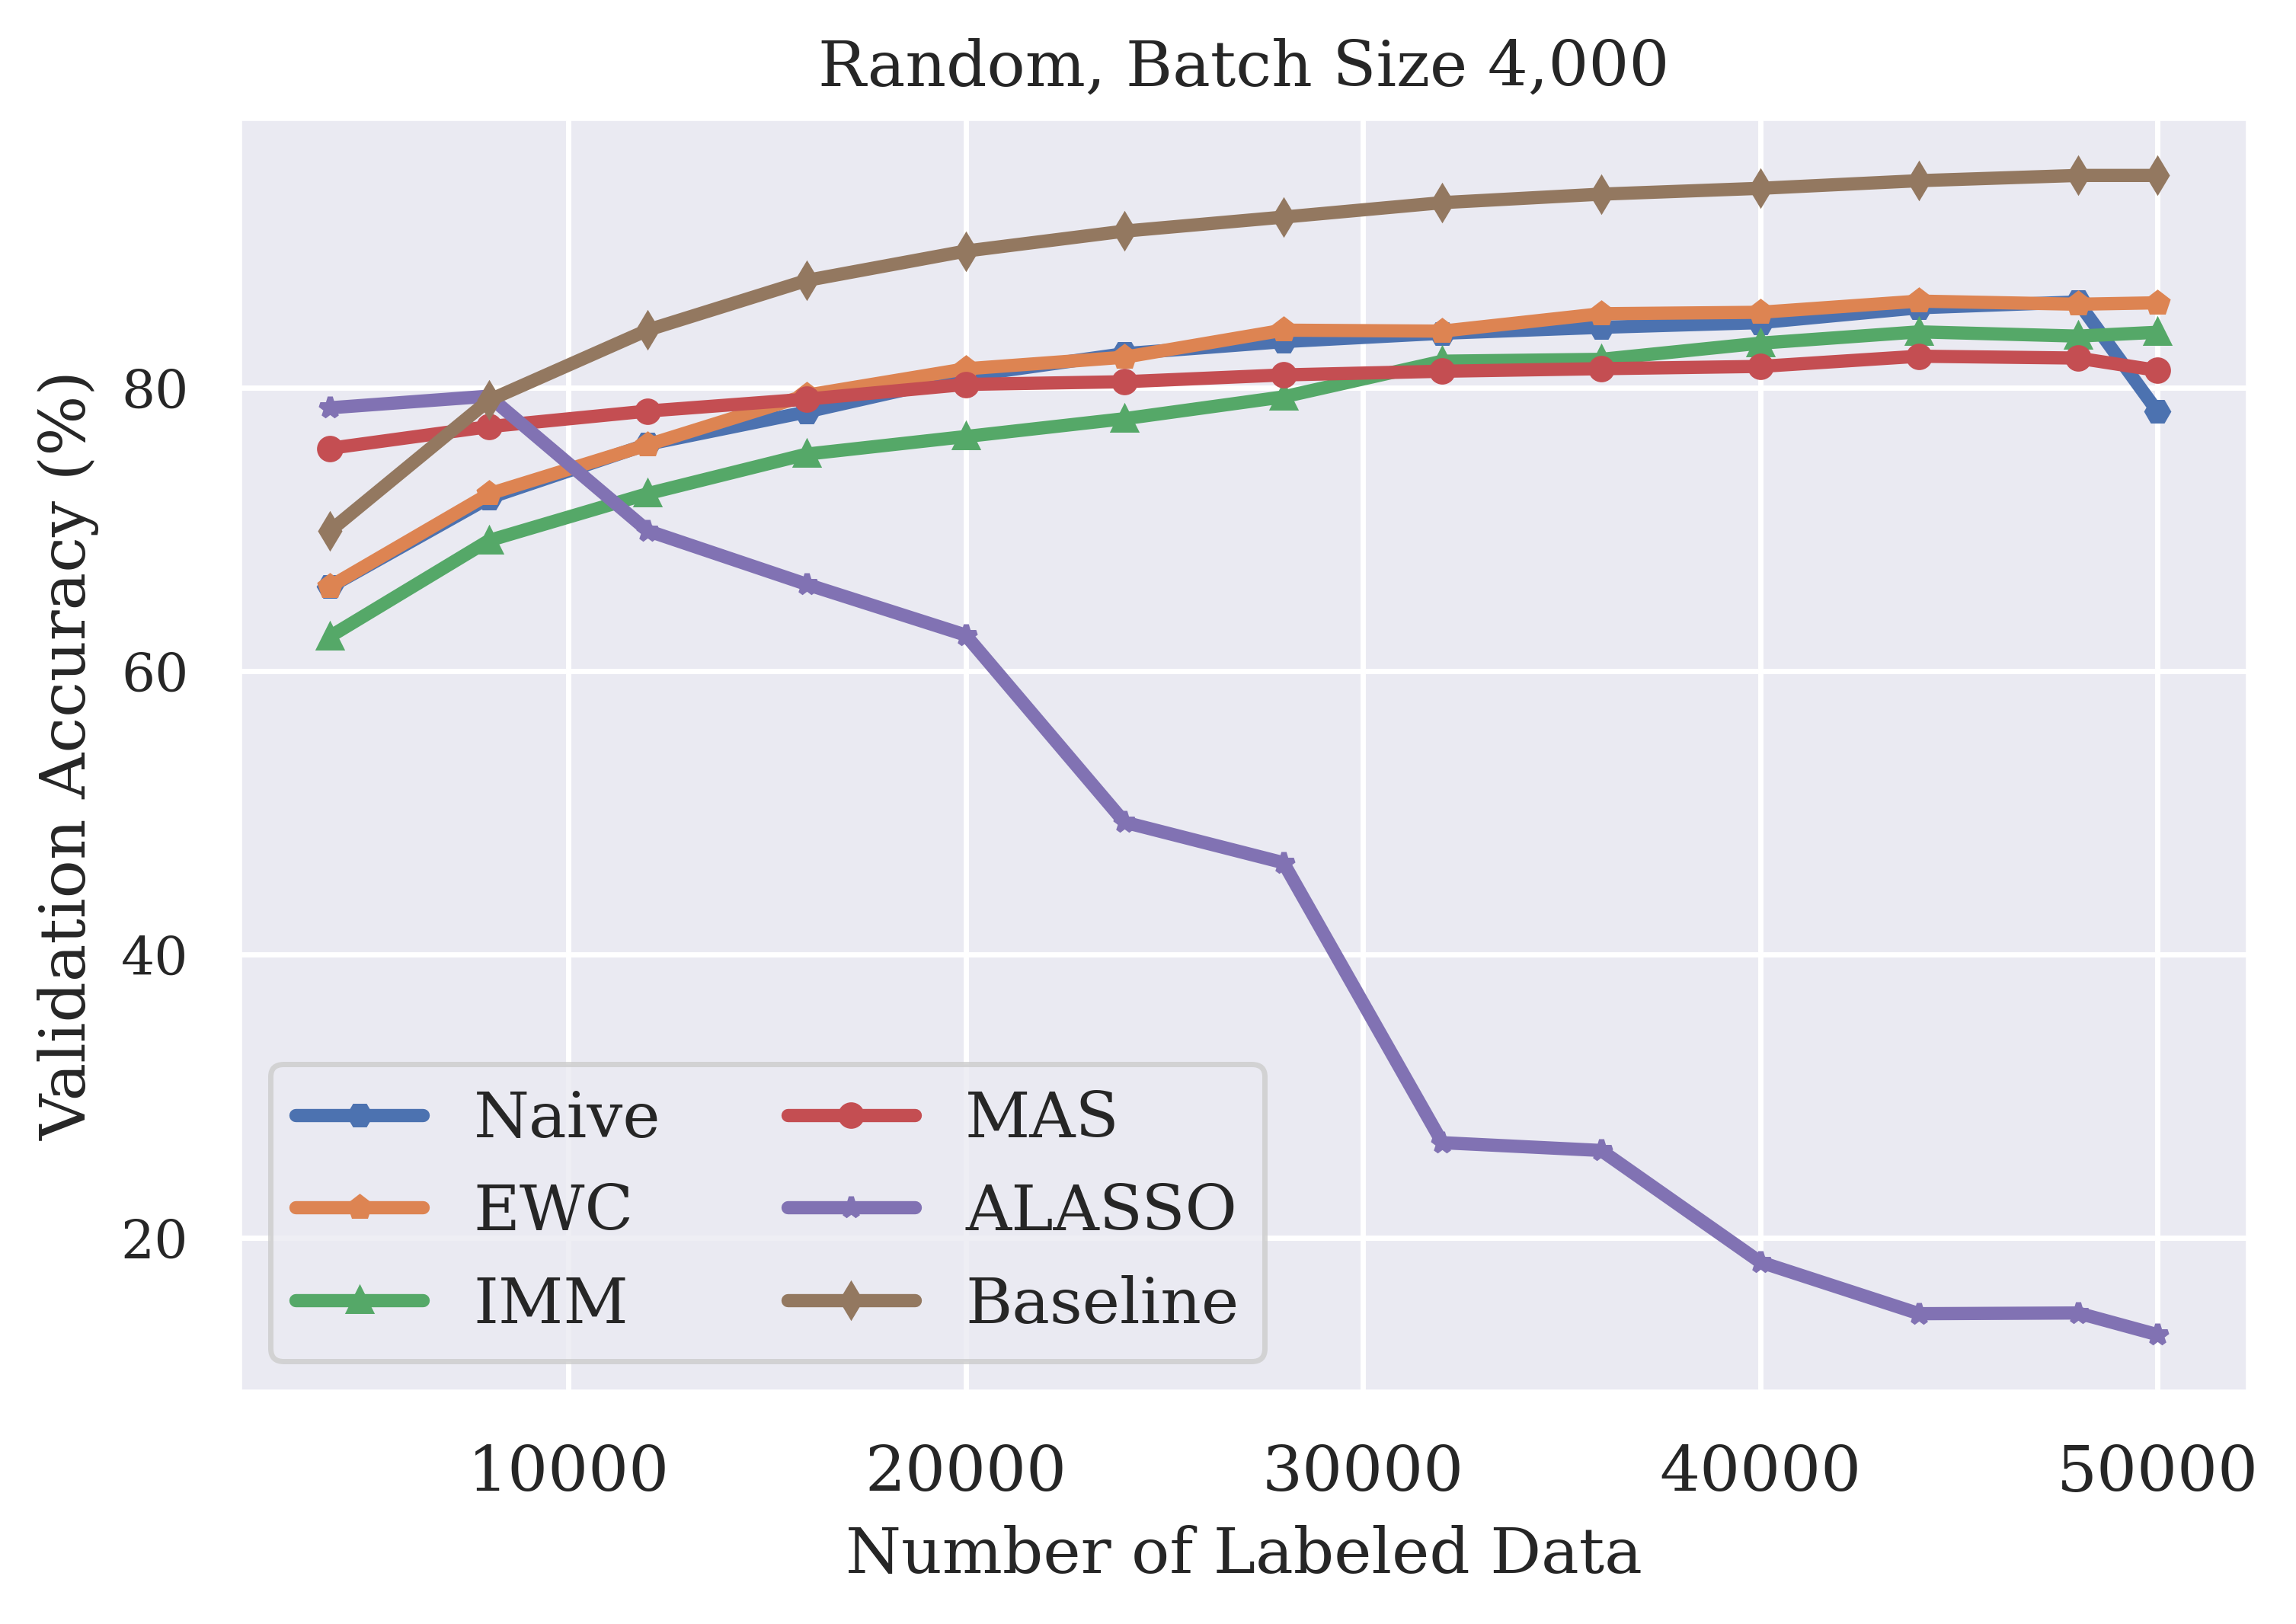 Random, Batch Size 4,000
Validation Accuracy (%)
80
60
40
20
Naive
EWC
IMM
MAS
ALASSO
Baseline
10000 20000 30000 40000 50000
Number of Labeled Data